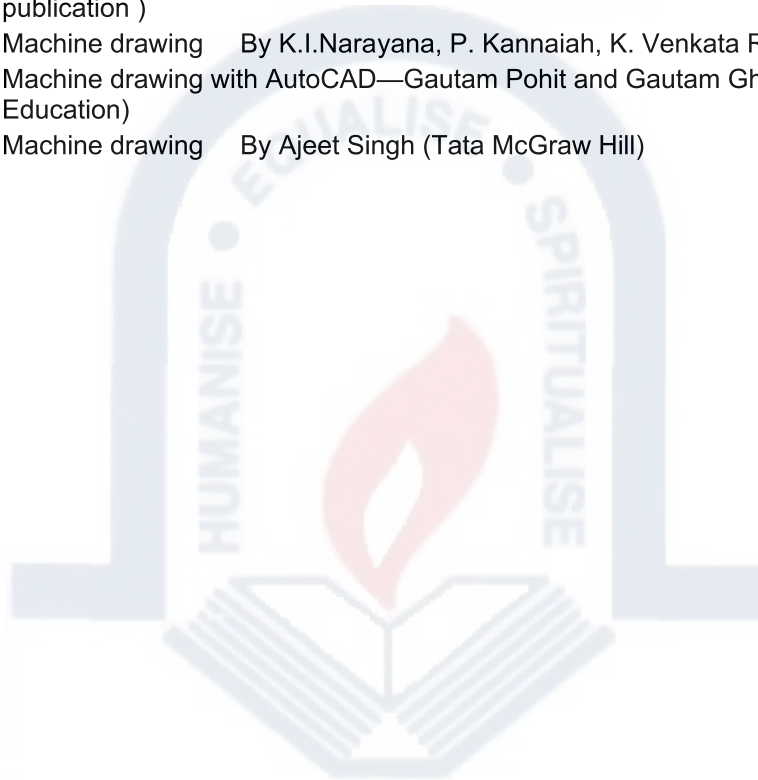 publication )
Machine drawing By K.I.Narayana, P. Kannaiah, K. Venkata
Machine drawing with AutoCAD—Gautam Pohit and Gautam
Education)
Machine drawing By Ajeet Singh (Tata McGraw Hill)
EQUALISE
HUMANISE
SPIRITUALISE